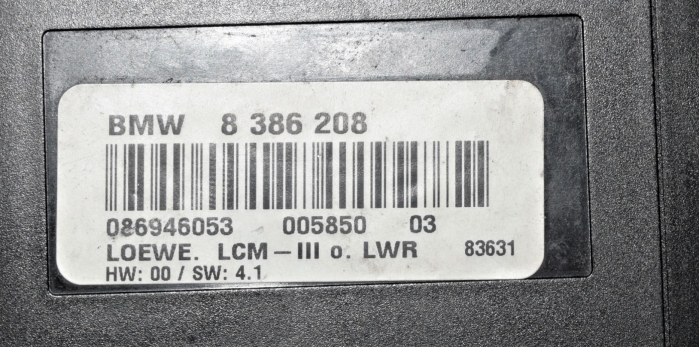 BMW 8 386 208
086946053 005850 03
LOEWE. LCM-III o. LWR 83631
HW: 00 / SW: 4.1